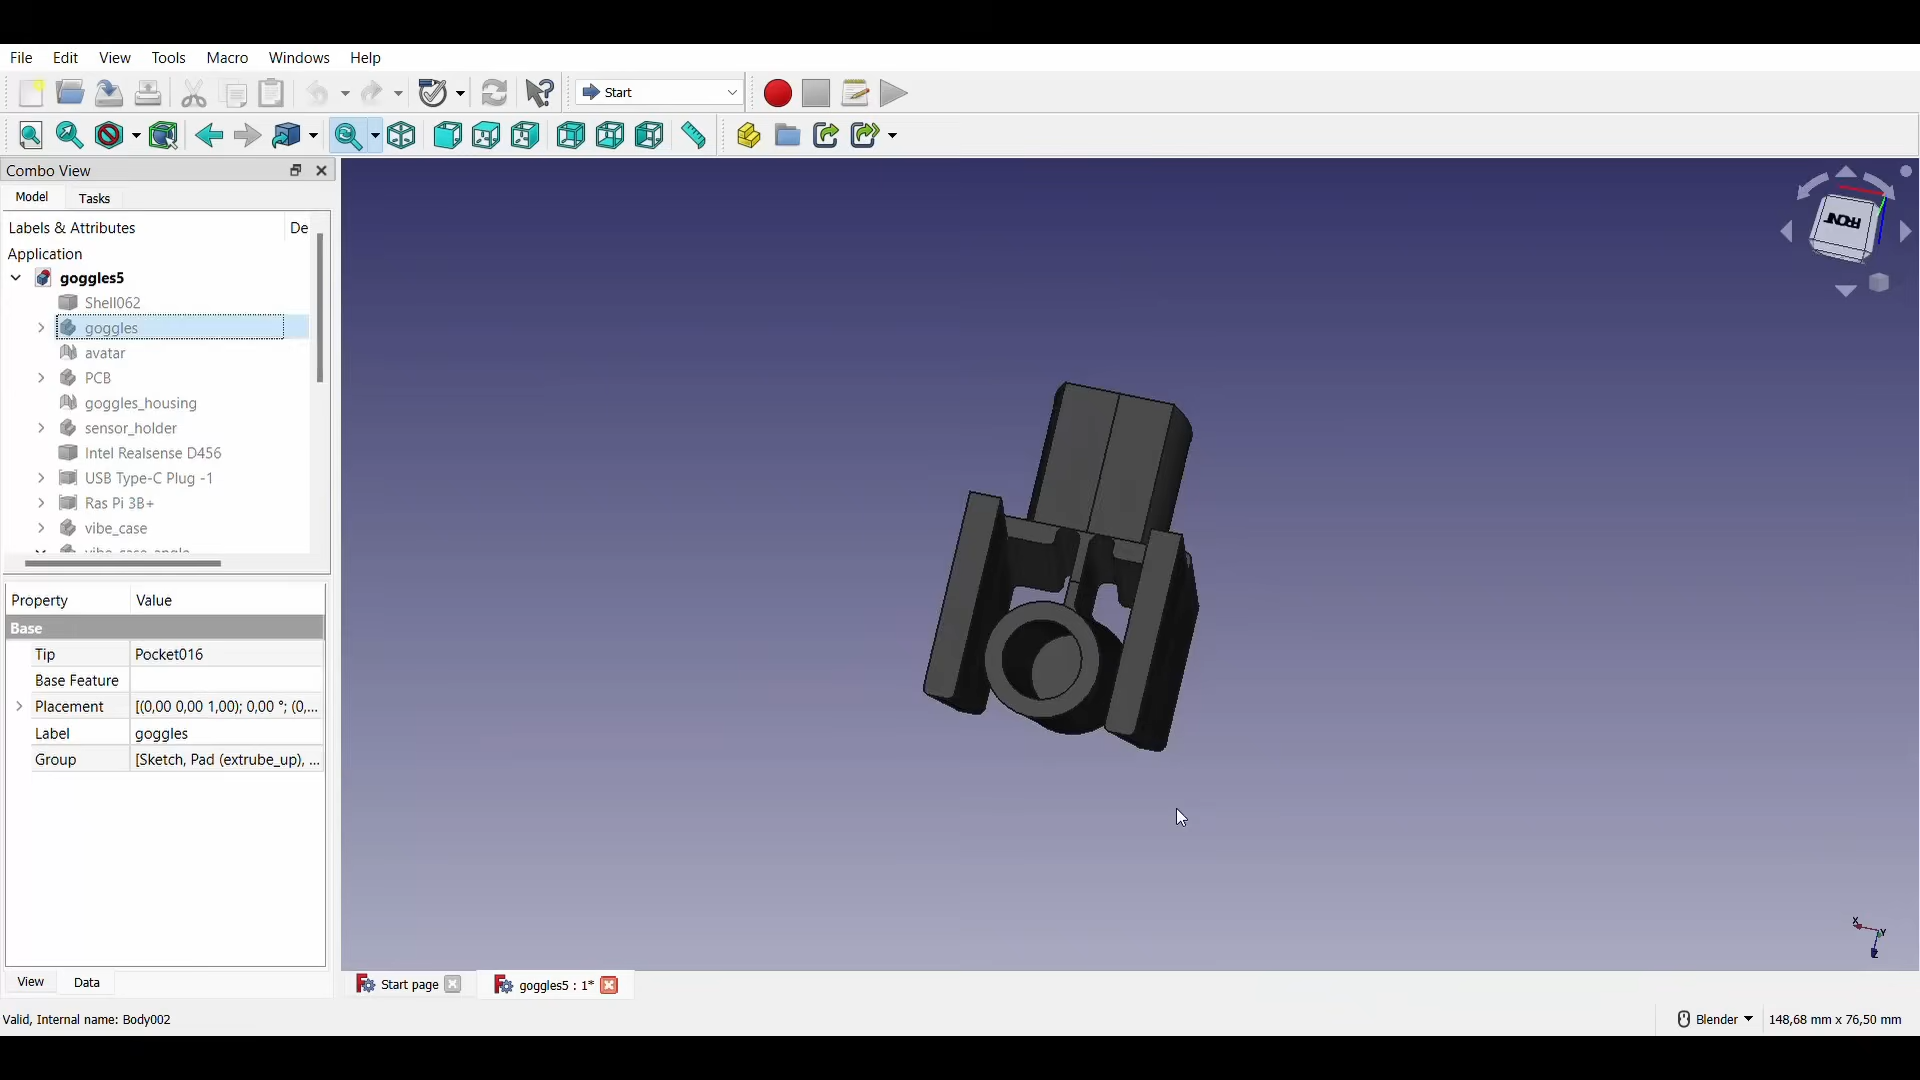 File Edit View Tools Macro Windows Help
Start
Combo View
Model Tasks
Labels & Attributes De
Application
goggles5
Shell062
goggles
avatar
PCB
goggles_housing
sensor_holder
Intel Realsense D456
USB Type-C Plug -1
Ras Pi 3B+
vibe_case
vibe_case_angle
Property Value
Base
Tip Pocket016
Base Feature
Placement [(0,00 0,00 1,00); 0,00 °; (0,...
Label goggles
Group [Sketch, Pad (extrube_up), ...
View Data
FRONT
X
Y
Z
Start page
goggles5 : 1*
Valid, Internal name: Body002
Blender 148,68 mm x 76,50 mm